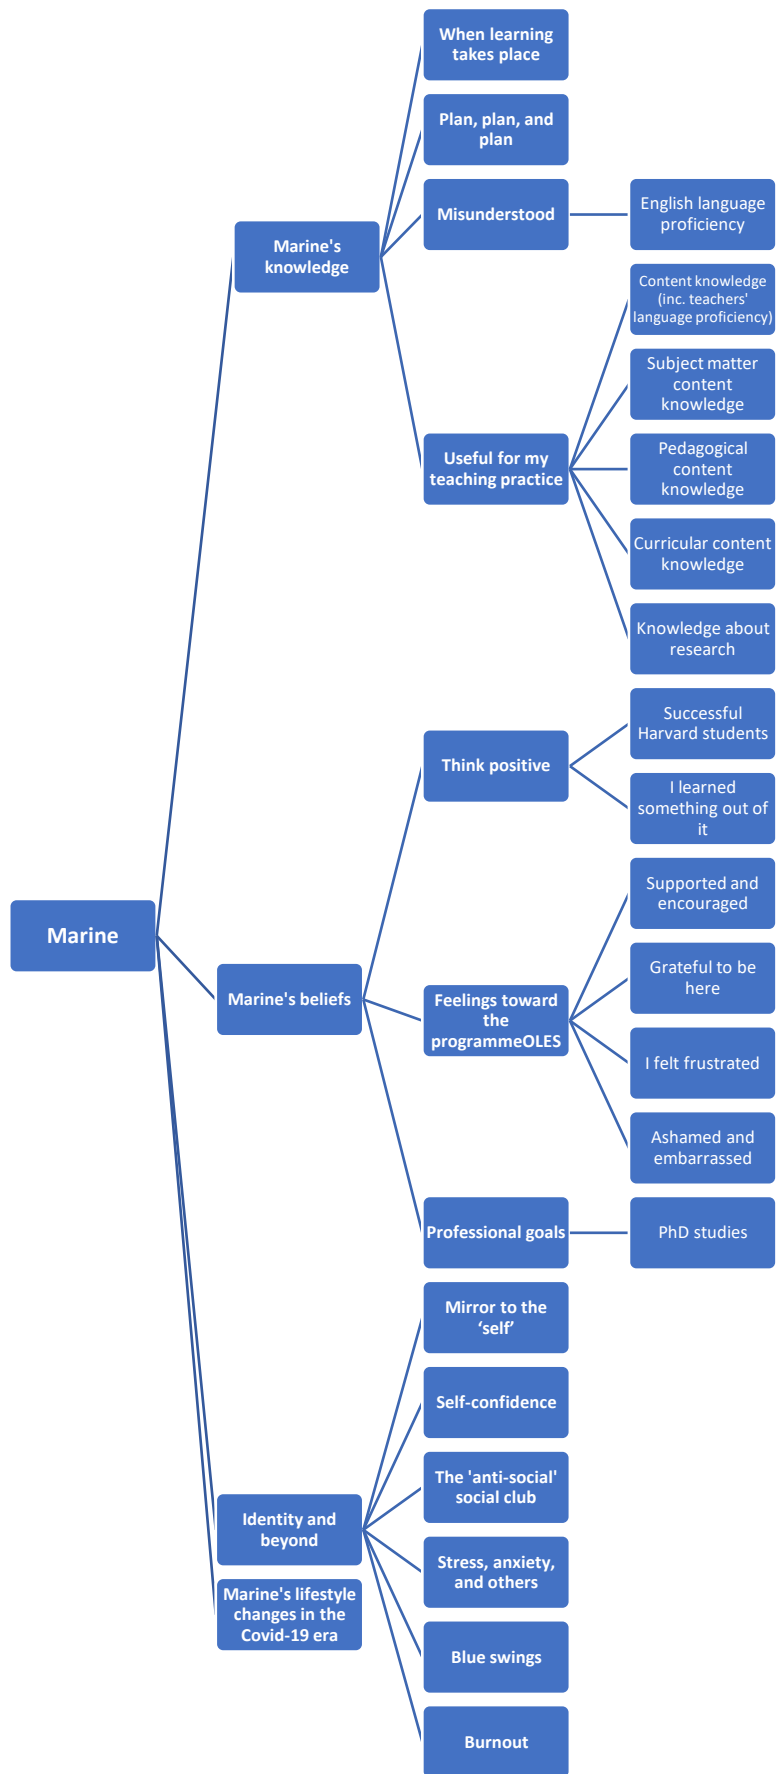 When learning
takes place
Plan, plan, and
plan
Misunderstood
English language
proficiency
Marine's
knowledge
Content knowledge
(inc. teachers'
language proficiency)
Subject matter
content
knowledge
Useful for my
teaching practice
Pedagogical
content
knowledge
Curricular content
knowledge
Knowledge about
research
Successful
Harvard students
Think positive
I learned
something out of
it
Supported and
encouraged
Marine
Marine's beliefs
Feelings toward
the
programmeOLES
Grateful to be
here
I felt frustrated
Ashamed and
embarrassed
Professional goals
PhD studies
Mirror to the
‘self’
Self-confidence
The 'anti-social'
social club
Identity and
beyond
Stress, anxiety,
and others
Marine's lifestyle
changes in the
Covid-19 era
Blue swings
Burnout